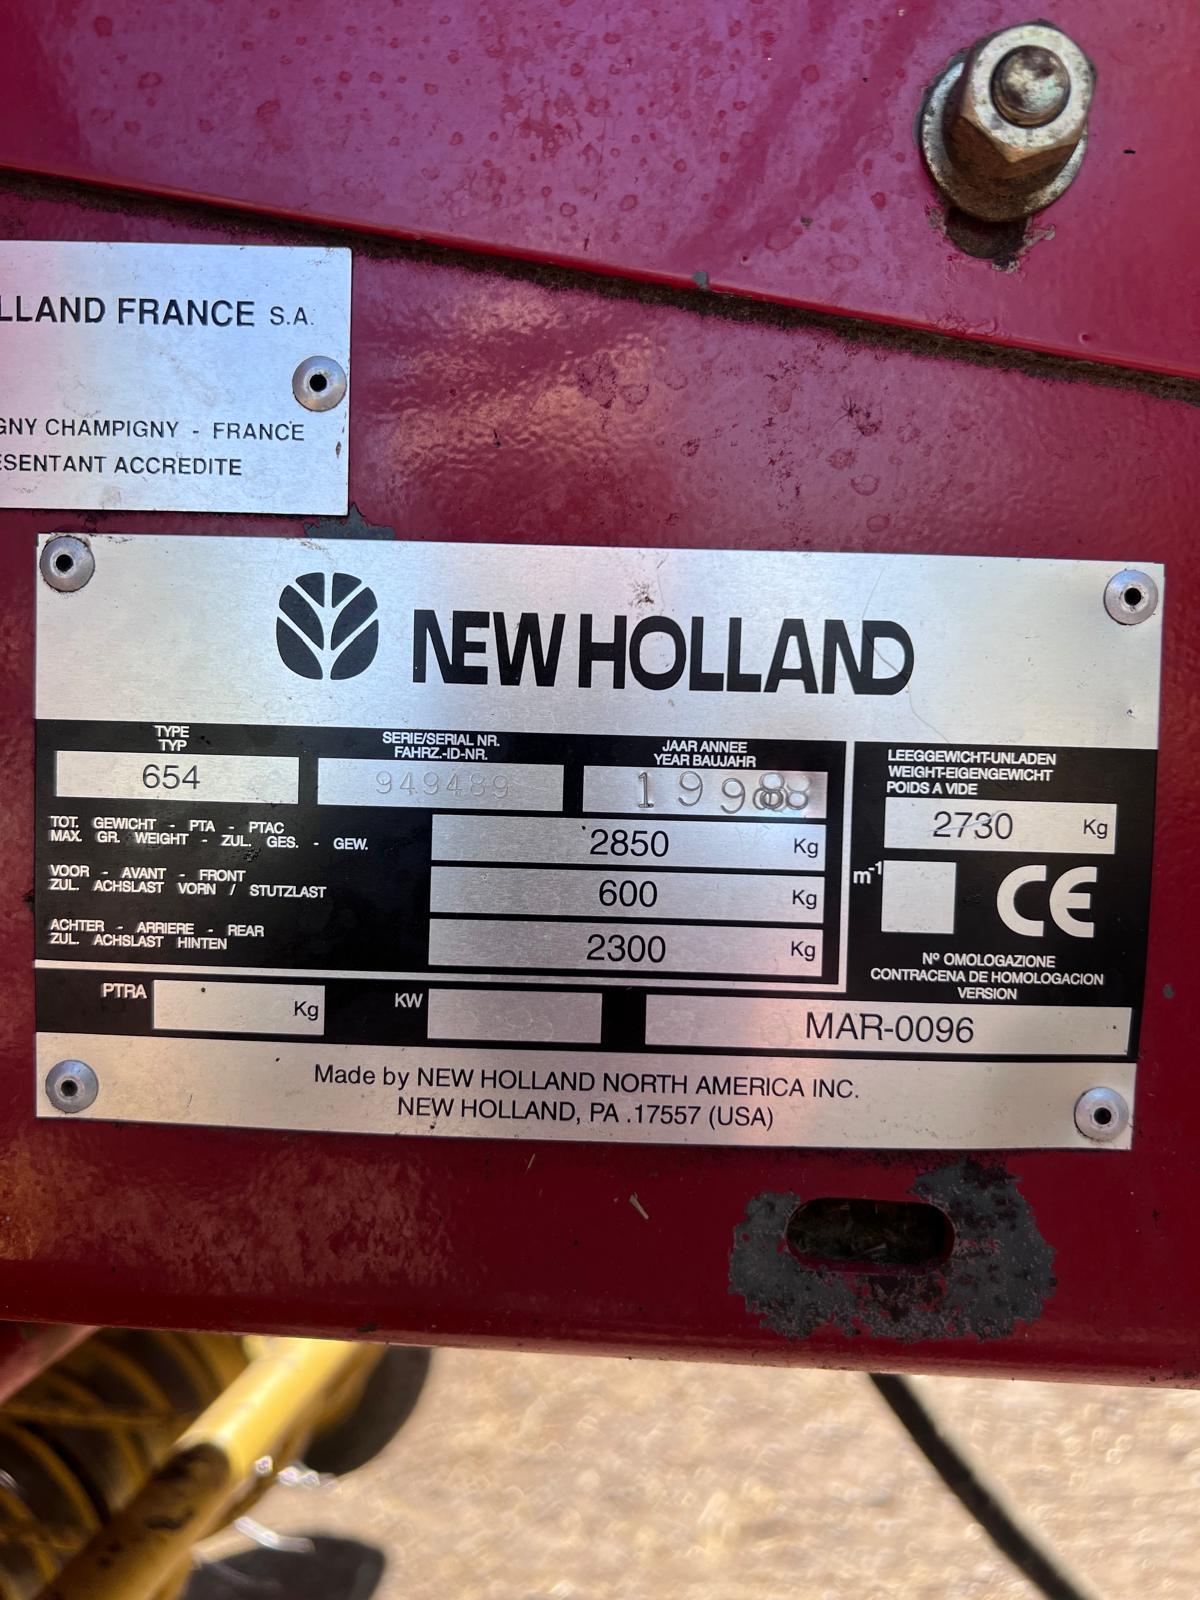 LLAND FRANCE S.A.
GNY CHAMPIGNY - FRANCE
ESENTANT ACCREDITE
NEW HOLLAND
TYPE
TYP
654
SERIE/SERIAL NR.
FAHRZ.-ID-NR.
949489
JAAR ANNEE
YEAR BAUJAHR
1998
LEEGGEWICHT-UNLADEN
WEIGHT-EIGENGEWICHT
POIDS A VIDE
2730 Kg
TOT. GEWICHT - PTA - PTAC
MAX. GR. WEIGHT - ZUL. GES. - GEW.
2850 Kg
VOOR - AVANT - FRONT
ZUL. ACHSLAST VORN / STUTZLAST
600 Kg
ACHTER - ARRIERE - REAR
ZUL. ACHSLAST HINTEN
2300 Kg
m-1
CE
Nº OMOLOGAZIONE
CONTRACENA DE HOMOLOGACION
VERSION
PTRA Kg
KW
MAR-0096
Made by NEW HOLLAND NORTH AMERICA INC.
NEW HOLLAND, PA .17557 (USA)